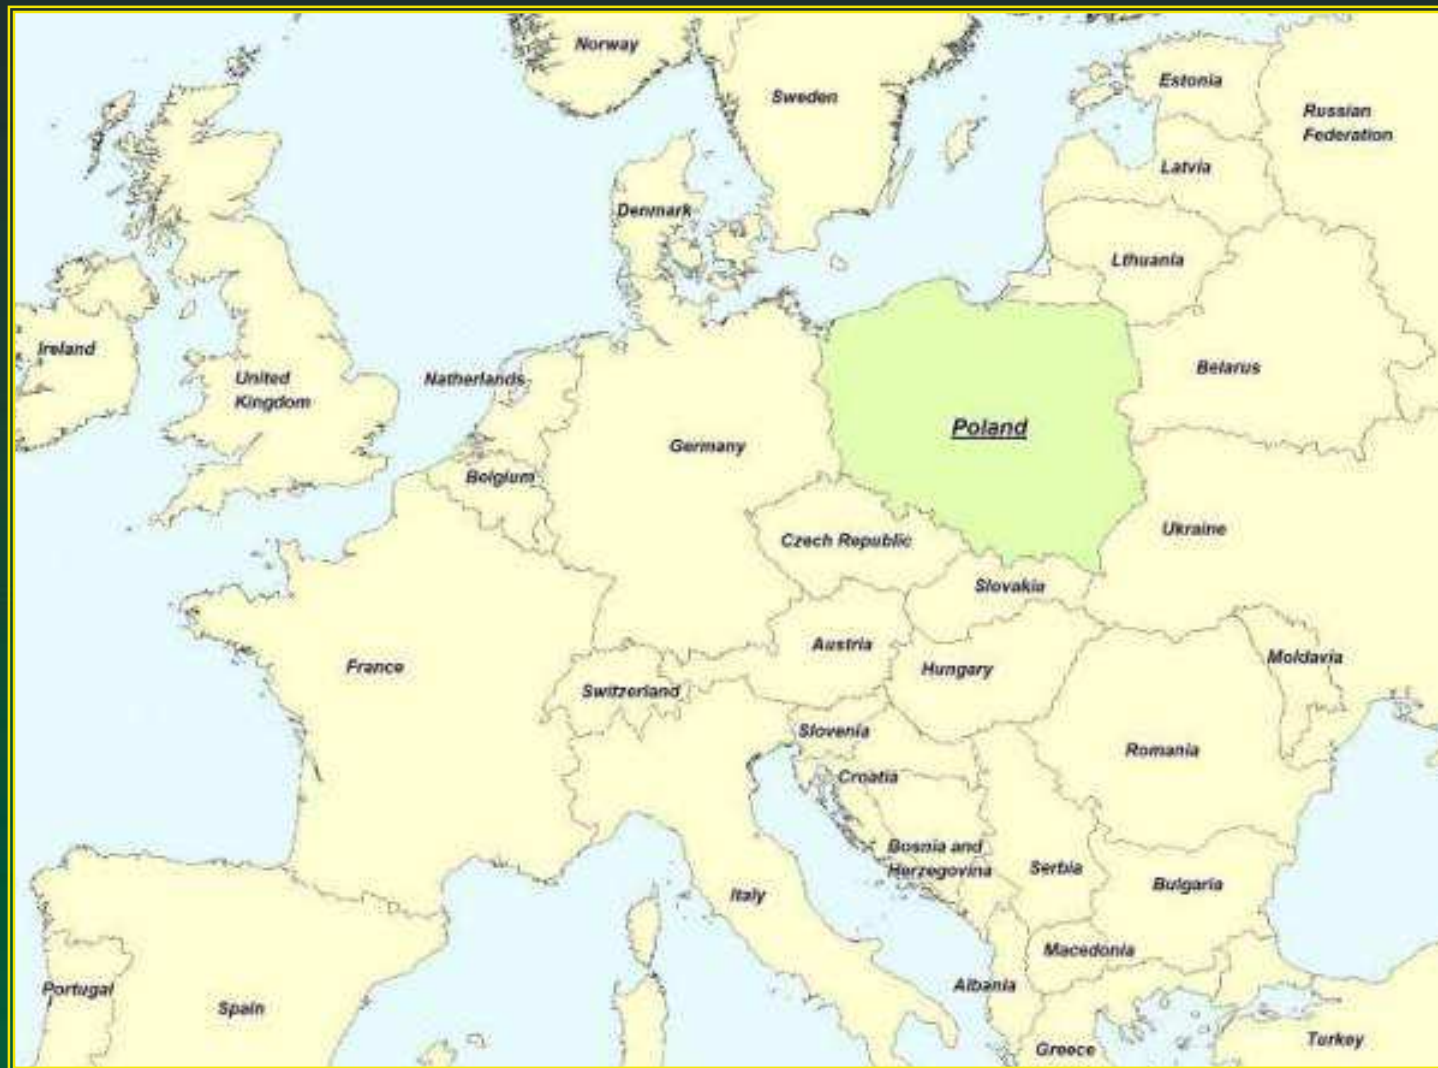 Norway
Sweden
Estonia
Russian
Federation
Latvia
Denmark
Lthuania
Ireland
United
Kingdom
Natherlands
Belarus
Poland
Germany
Belgium
Ukraine
Czech Republic
Slovakia
Austria
France
Switzerland
Hungary
Moldavia
Slovenia
Romania
Croatia
Bosnia and
Herzegovina
Serbia
Bulgaria
Italy
Macedonia
Portugal
Spain
Albania
Greece
Turkey